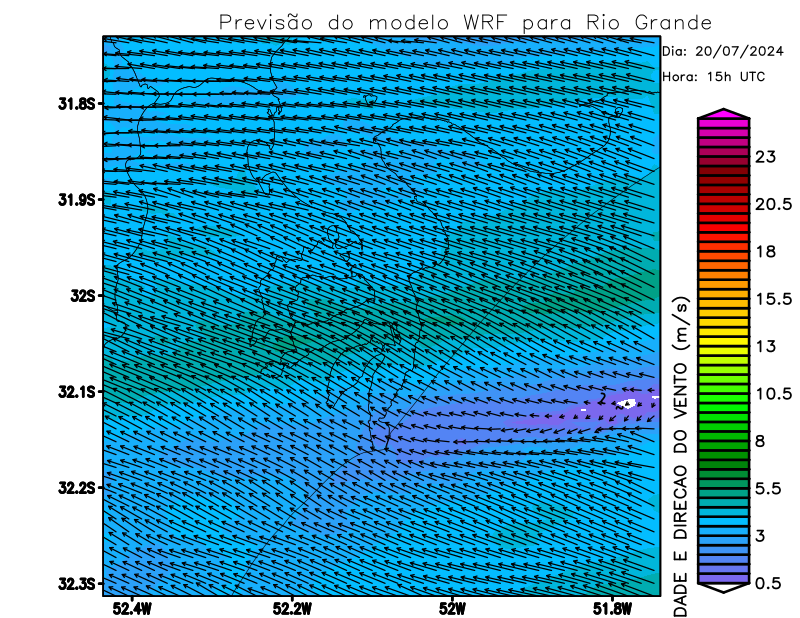 Previsão do modelo WRF para Rio Grande
Dia: 20/07/2024
Hora: 15h UTC
31.8S
31.9S
32S
32.1S
32.2S
32.3S
52.4W
52.2W
52W
51.8W
23
20.5
18
15.5
13
10.5
8
5.5
3
0.5
DADE E DIRECAO DO VENTO (m/s)